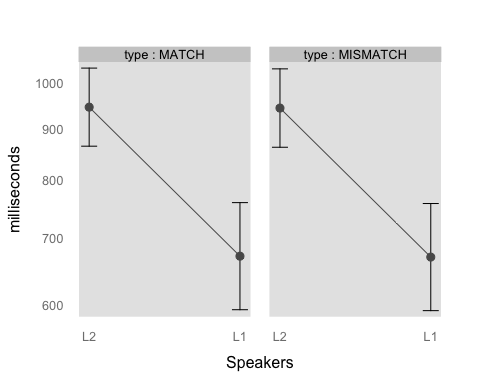 type : MATCH
type : MISMATCH
1000
900
800
700
600
milliseconds
L2
L1
L2
L1
Speakers